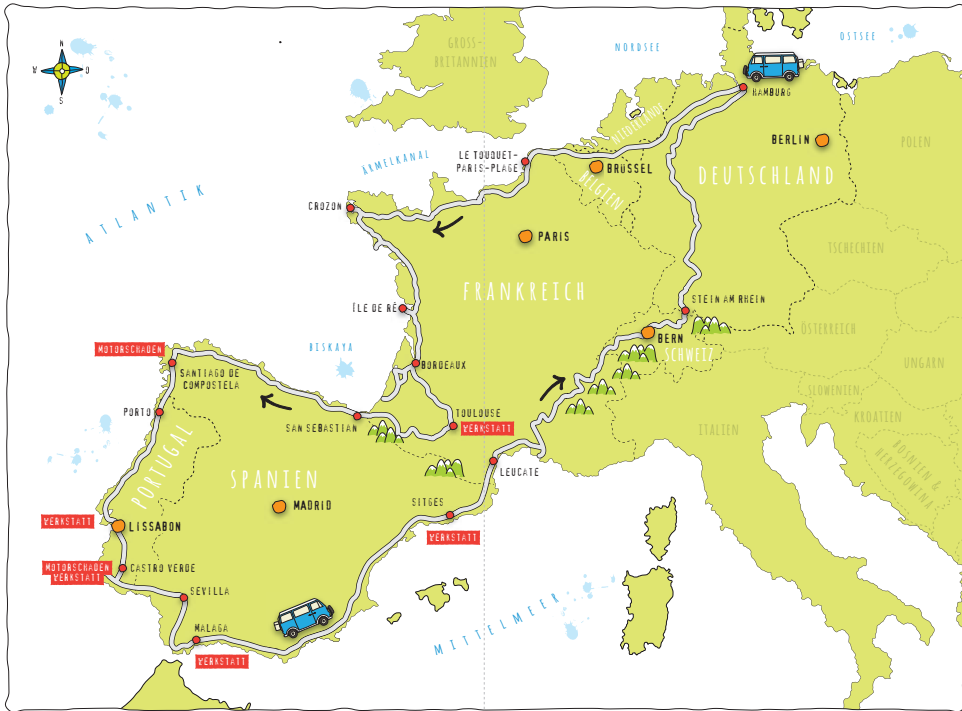 N
W
O
S
GROSS-
BRITANNIEN
NORDSEE
OSTSEE
HAMBURG
NIEDERLANDE
BERLIN
POLEN
ÄRMELKANAL
LE TOUQUET-
PARIS-PLAGE
BRÜSSEL
BELGIEN
DEUTSCHLAND
ATLANTIK
CROZON
PARIS
TSCHECHIEN
FRANKREICH
ÎLE DE RÉ
STEIN AM RHEIN
BERN
SCHWEIZ
ÖSTERREICH
MOTORSCHADEN
BISKAYA
BORDEAUX
UNGARN
SANTIAGO DE
COMPOSTELA
SLOWENIEN
PORTO
SAN SEBASTIAN
TOULOUSE
WERKSTATT
ITALIEN
KROATIEN
PORTUGAL
BOSNIEN &
HERZEGOWINA
LEUCATE
SPANIEN
MADRID
SITGES
WERKSTATT
WERKSTATT
LISSABON
MOTORSCHADEN
WERKSTATT
CASTRO VERDE
SEVILLA
MITTELMEER
MALAGA
WERKSTATT